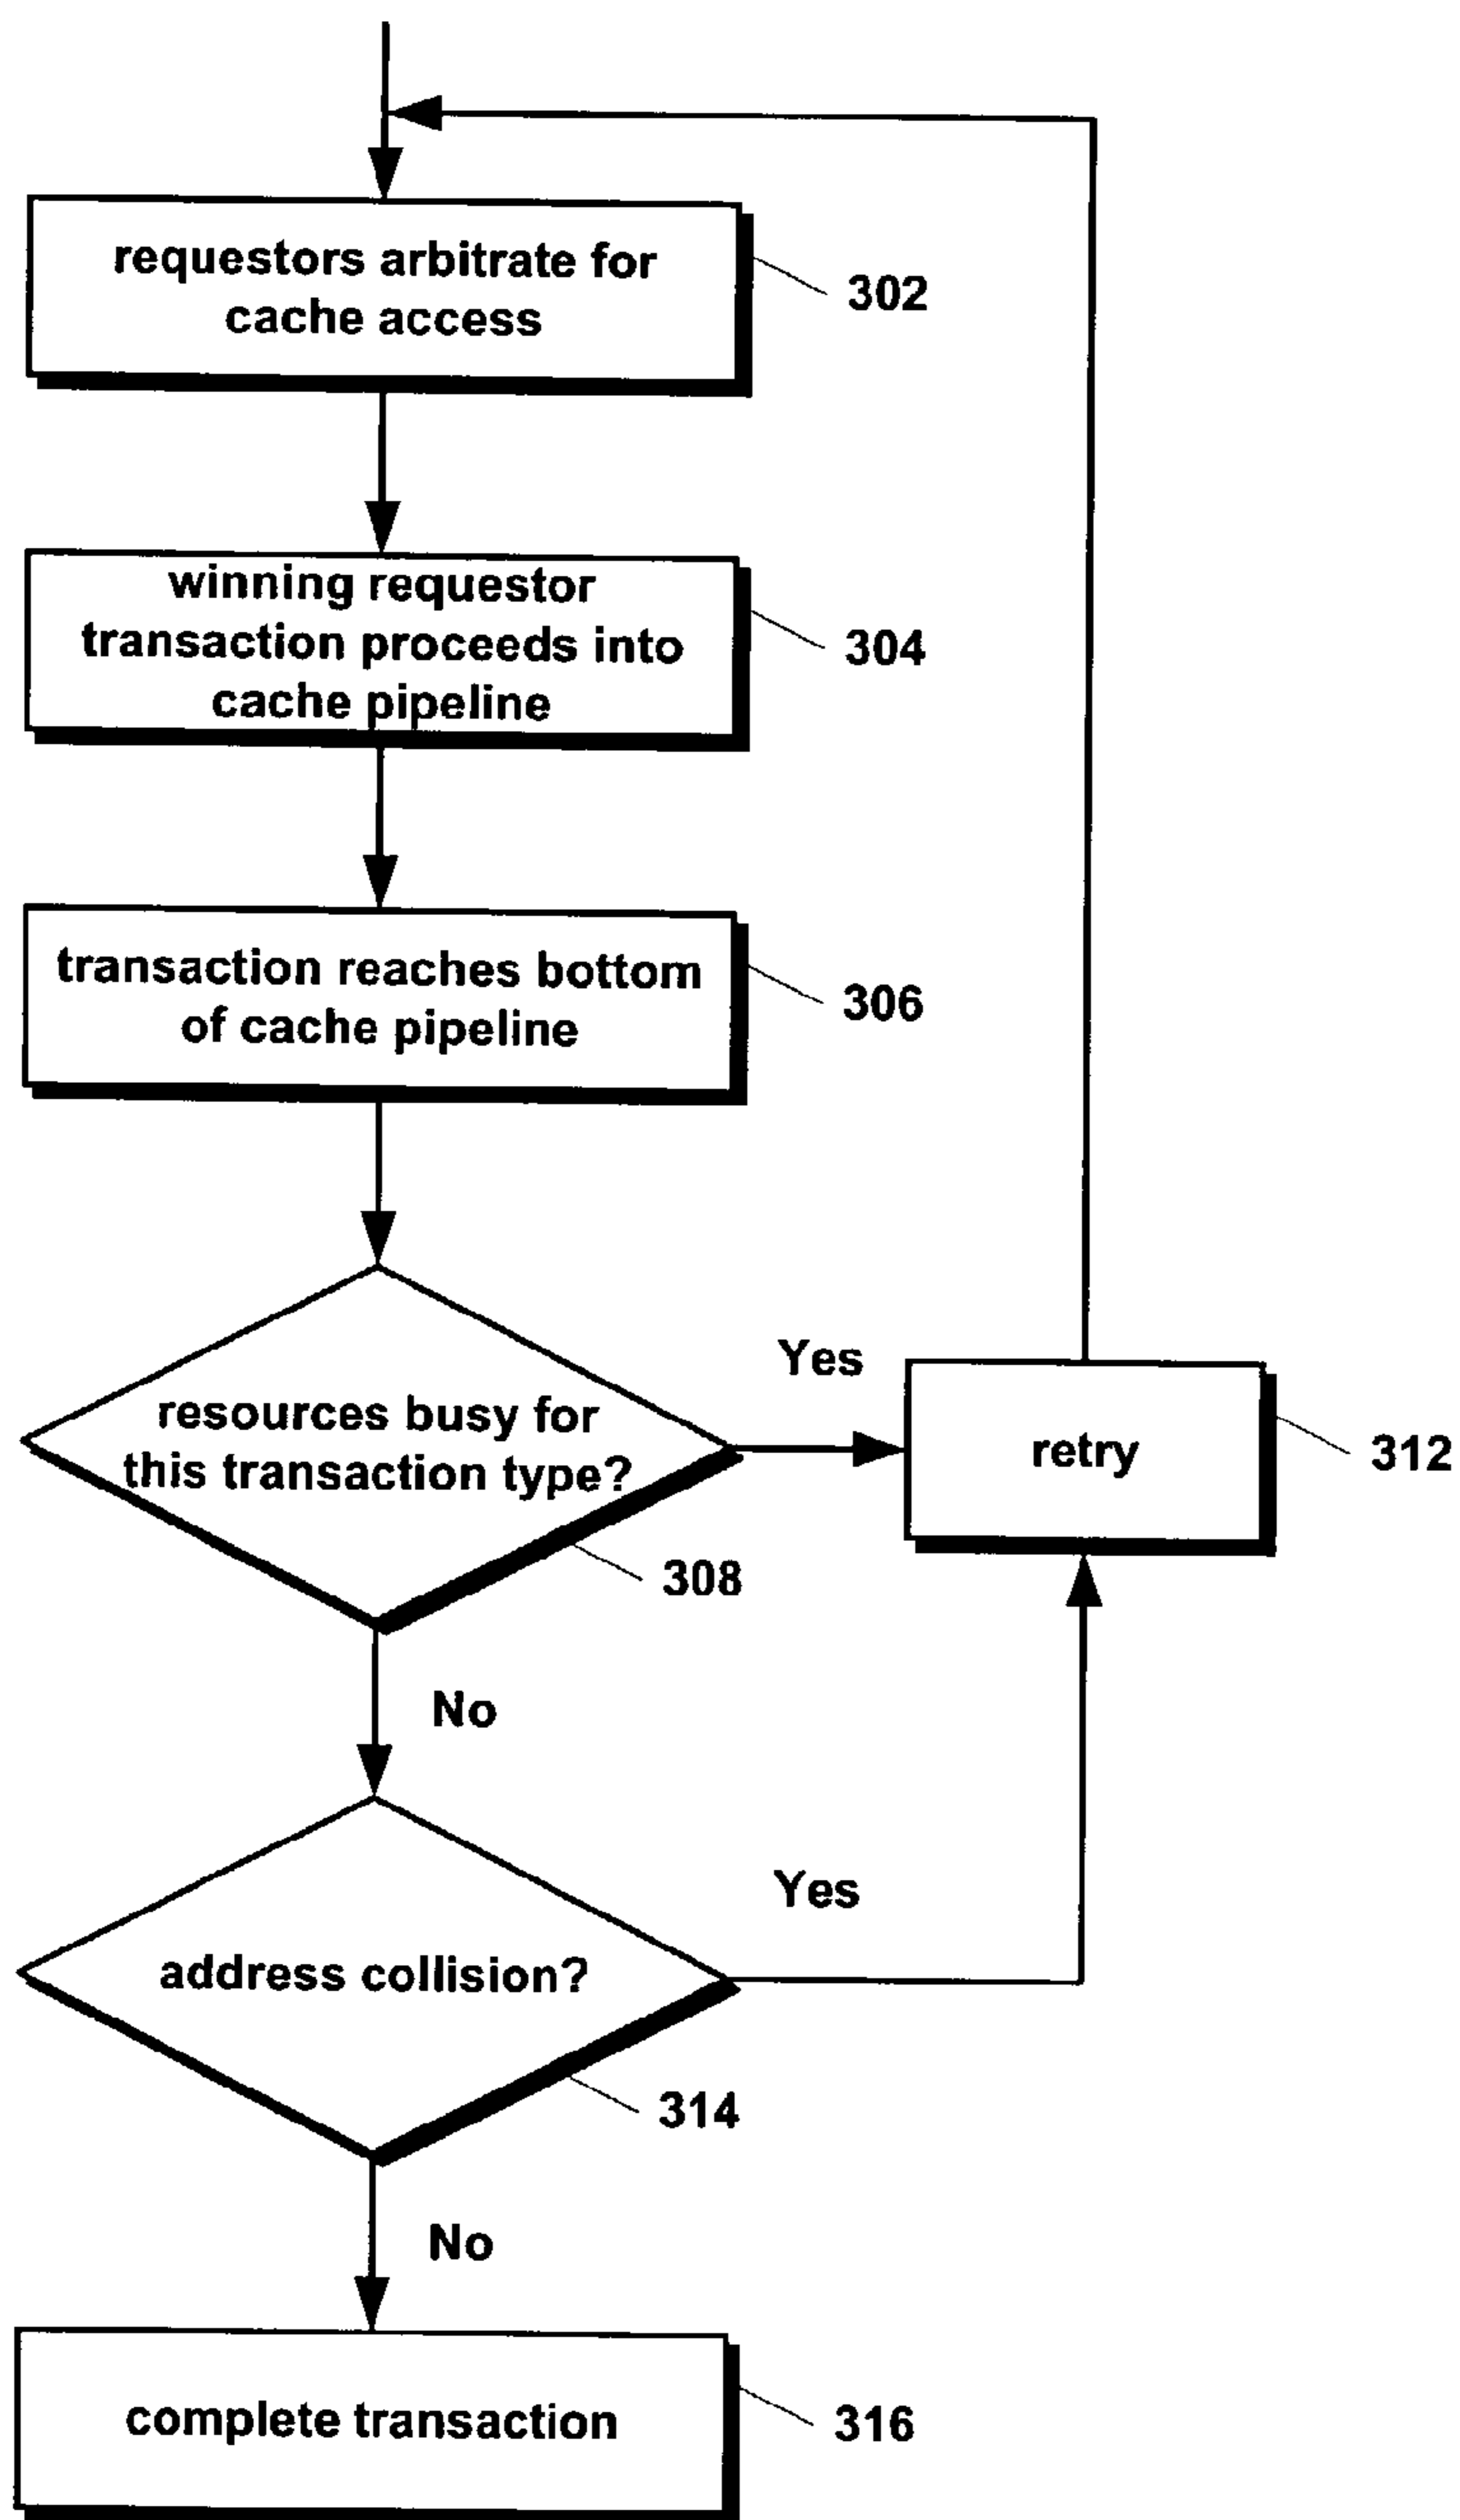 requestors arbitrate for
cache access
302
winning requestor
transaction proceeds into
cache pipeline
304
transaction reaches bottom
of cache pipeline
306
resources busy for
this transaction type?
308
Yes
retry
312
No
address collision?
314
Yes
No
complete transaction
316